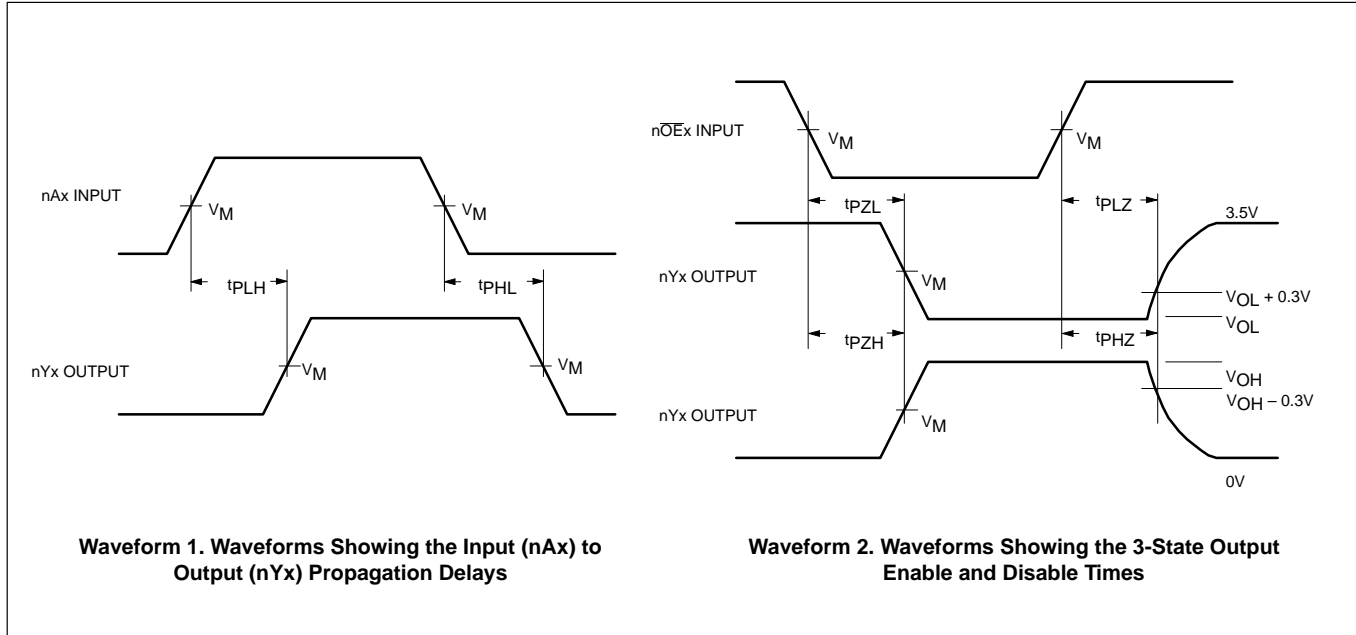 nAx INPUT
VM
VM
tPLH
tPHL
nYx OUTPUT
VM
VM
Waveform 1. Waveforms Showing the Input (nAx) to
Output (nYx) Propagation Delays
nO̅E̅x INPUT
VM
VM
tPZL
tPLZ
3.5V
nYx OUTPUT
VM
VOL + 0.3V
VOL
tPZH
tPHZ
VOH
VOH – 0.3V
nYx OUTPUT
VM
0V
Waveform 2. Waveforms Showing the 3-State Output
Enable and Disable Times